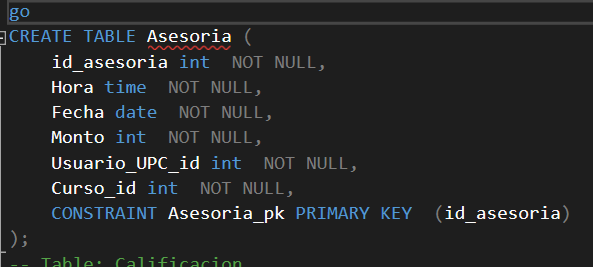 go
CREATE TABLE Asesoria (
id_asesoria int  NOT NULL,
Hora time  NOT NULL,
Fecha date  NOT NULL,
Monto int  NOT NULL,
Usuario_UPC_id int  NOT NULL,
Curso_id int  NOT NULL,
CONSTRAINT Asesoria_pk PRIMARY KEY  (id_asesoria)
);
-- Table: Calificacion